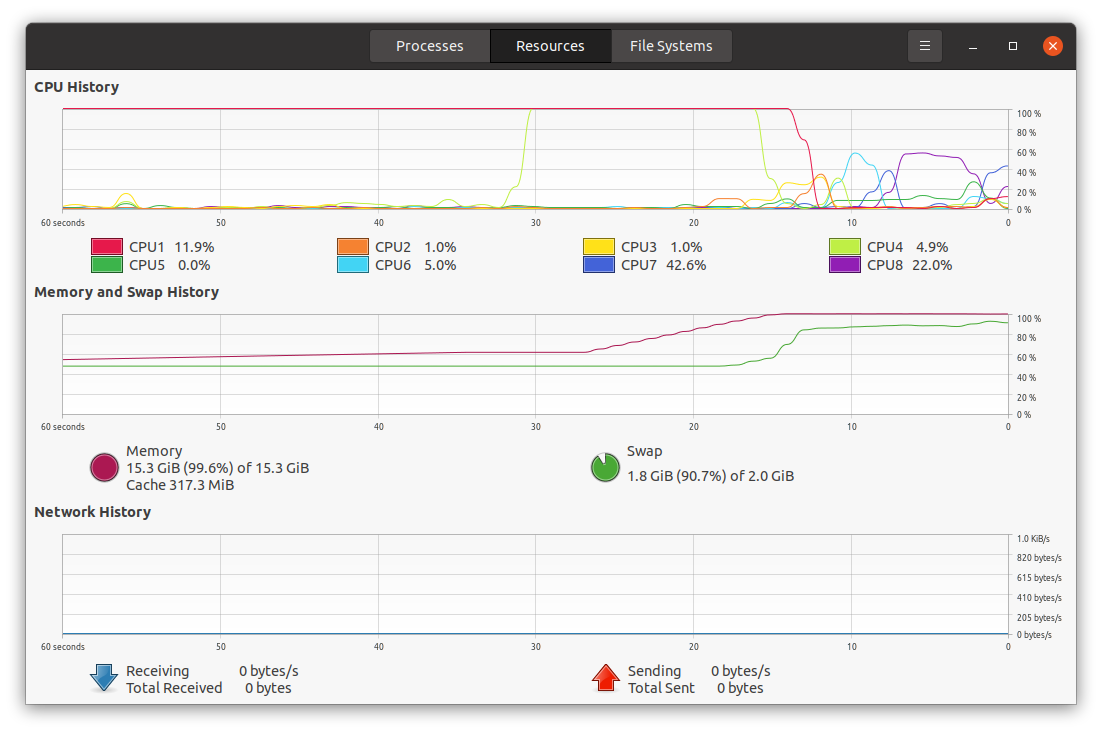 Processes Resources File Systems
CPU History
100 %
80 %
60 %
40 %
20 %
0 %
60 seconds 50 40 30 20 10 0
CPU1 11.9% CPU2 1.0% CPU3 1.0% CPU4 4.9%
CPU5 0.0% CPU6 5.0% CPU7 42.6% CPU8 22.0%
Memory and Swap History
100 %
80 %
60 %
40 %
20 %
0 %
60 seconds 50 40 30 20 10 0
Memory
15.3 GiB (99.6%) of 15.3 GiB
Cache 317.3 MiB
Swap
1.8 GiB (90.7%) of 2.0 GiB
Network History
1.0 KiB/s
820 bytes/s
615 bytes/s
410 bytes/s
205 bytes/s
0 bytes/s
60 seconds 50 40 30 20 10 0
Receiving 0 bytes/s
Total Received 0 bytes
Sending 0 bytes/s
Total Sent 0 bytes